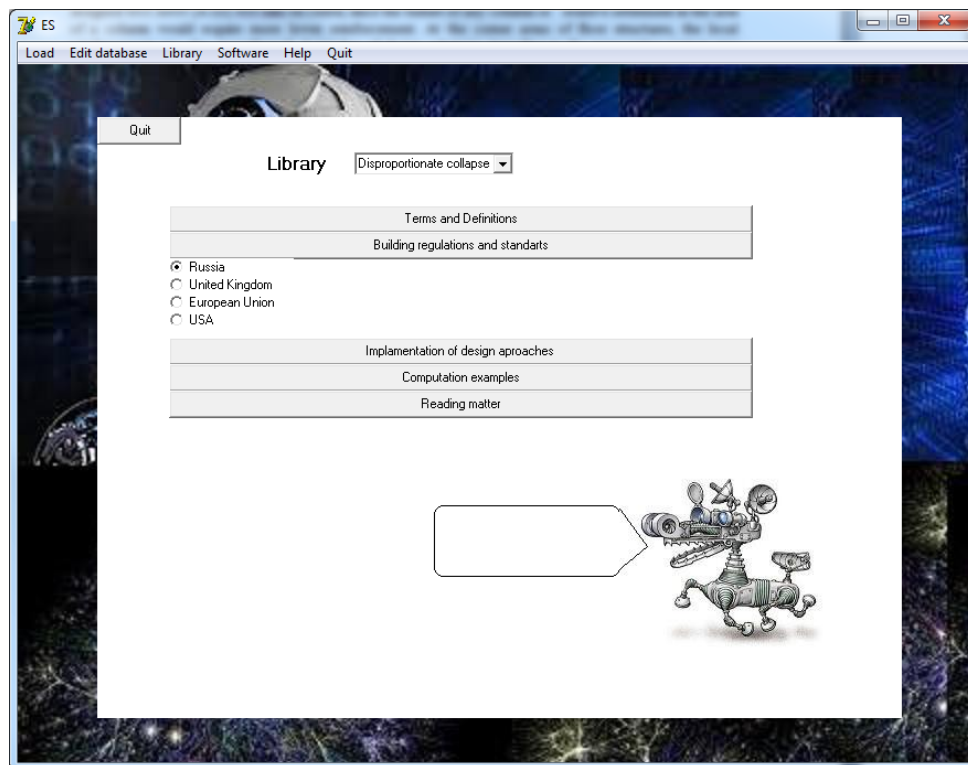 ES
Load Edit database Library Software Help Quit
Quit
Library Disproportionate collapse
Terms and Definitions
Building regulations and standarts
Russia
United Kingdom
European Union
USA
Implamentation of design aproaches
Computation examples
Reading matter